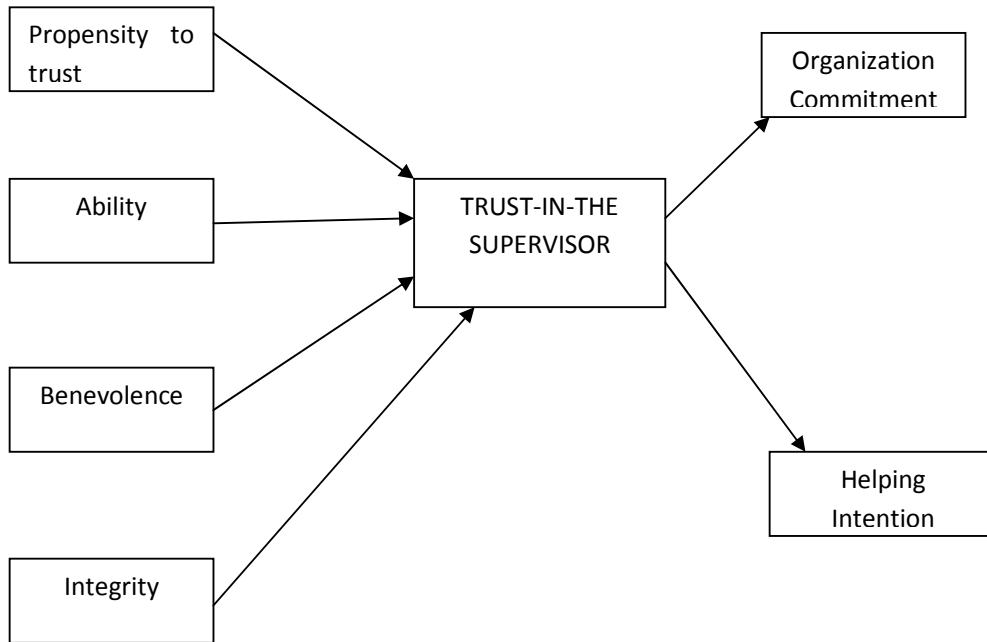 Propensity to
trust
Organization
Commitment
Ability
TRUST-IN-THE
SUPERVISOR
Benevolence
Helping
Intention
Integrity